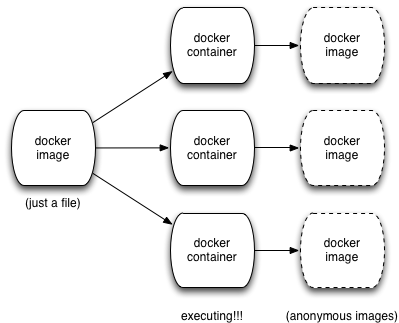 docker
container
docker
image
docker
image
docker
container
docker
image
(just a file)
docker
container
docker
image
executing!!!
(anonymous images)